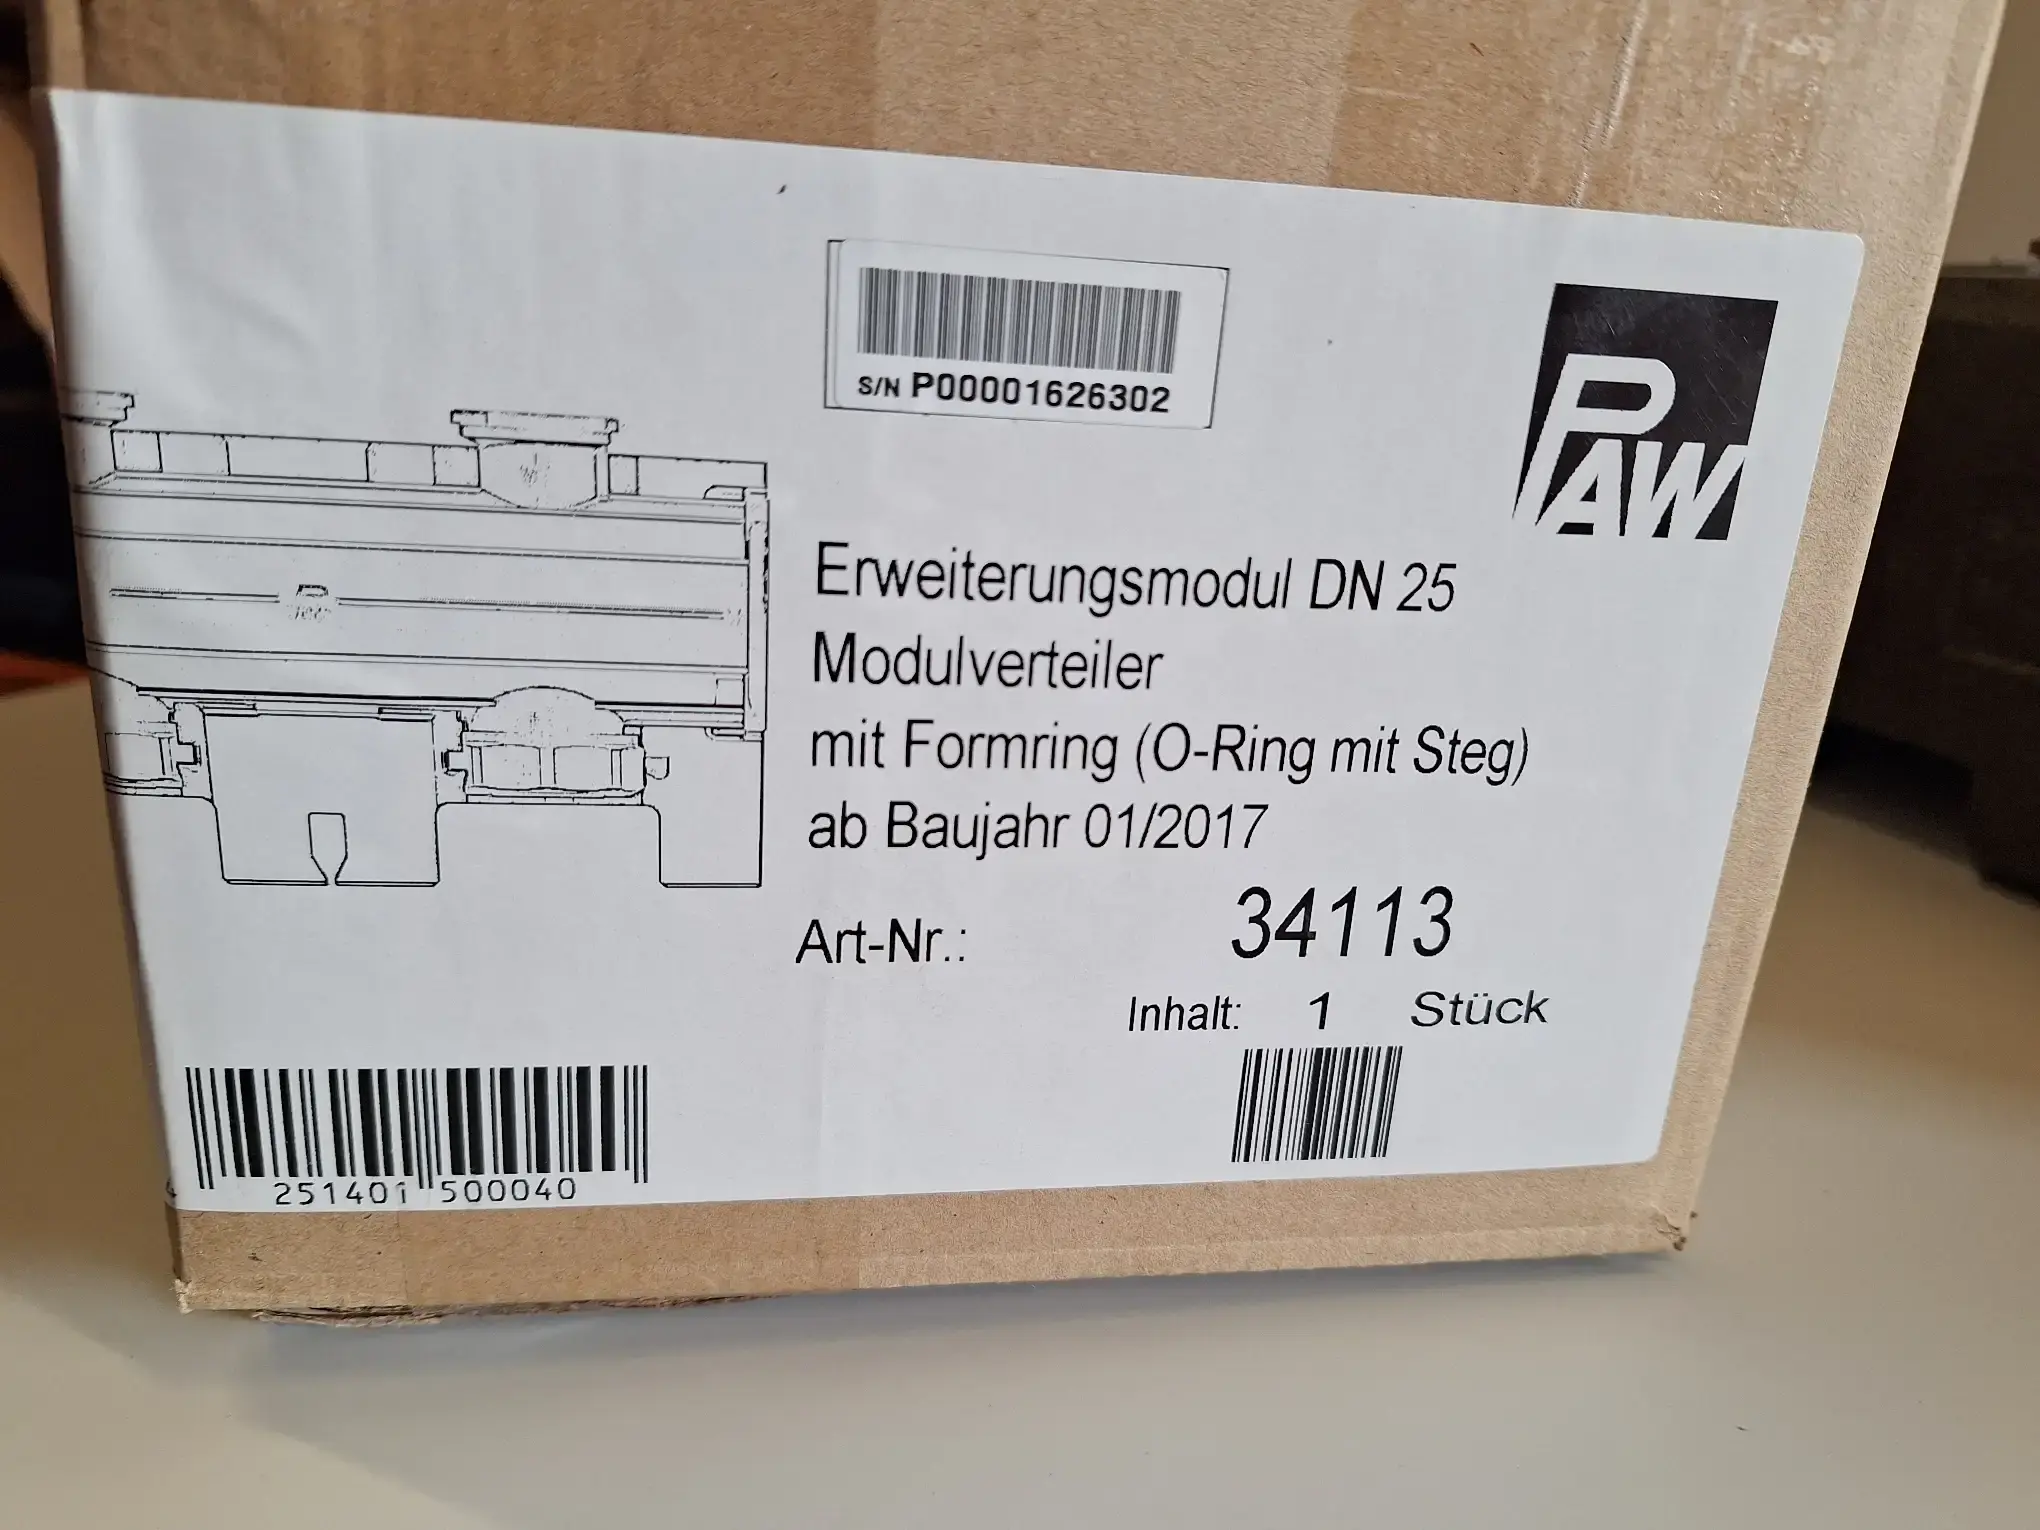 S/N P00001626302
PAW
Erweiterungsmodul DN 25
Modulverteiler
mit Formring (O-Ring mit Steg)
ab Baujahr 01/2017
Art-Nr.: 34113
Inhalt: 1 Stück
4 251401 500040